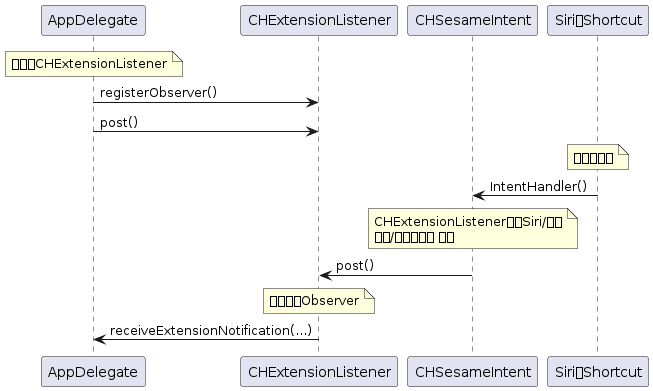 AppDelegate
CHExtensionListener
CHSesameIntent
Siri Shortcut
CHExtensionListener
registerObserver()
post()
IntentHandler()
CHExtensionListener Siri/
/
post()
Observer
receiveExtensionNotification(...)
AppDelegate
CHExtensionListener
CHSesameIntent
Siri Shortcut